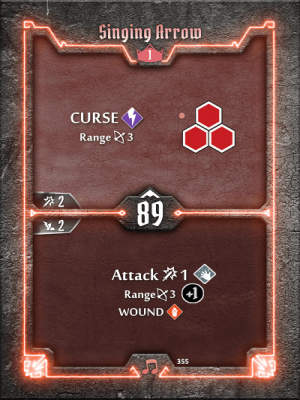 Singing Arrow
1
CURSE
Range 3
2
89
2
Attack 1
Range 3 +1
WOUND
355